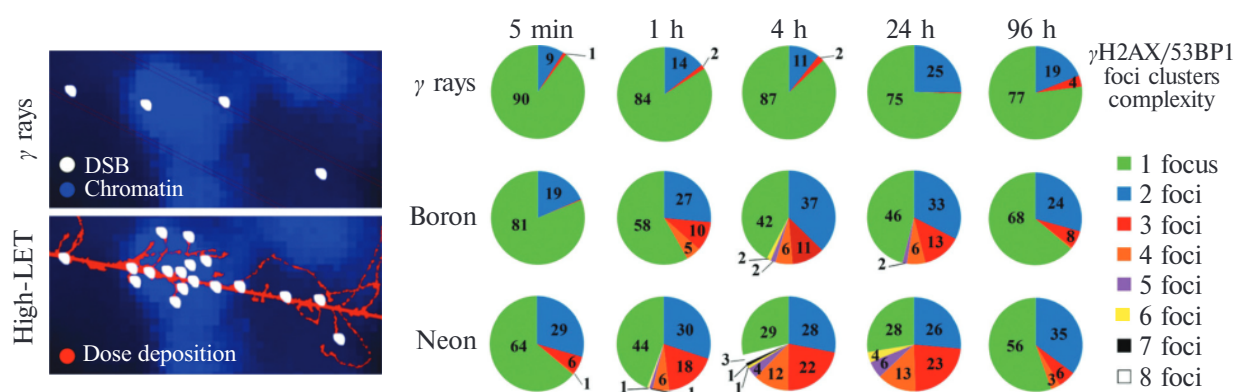 5 min 1 h 4 h 24 h 96 h
γ rays
γ rays
γH2AX/53BP1
foci clusters
complexity
9 1 90
14 2 84
11 2 87
25 75
19 4 77
DSB
Chromatin
High-LET
Dose deposition
Boron
19 81
27 10 5 58
37 11 6 2 2 42
33 13 6 2 46
24 8 68
Neon
29 6 1 64
30 18 6 1 1 44
28 22 12 4 1 1 3 29
26 23 13 6 4 28
35 6 3 56
1 focus
2 foci
3 foci
4 foci
5 foci
6 foci
7 foci
8 foci